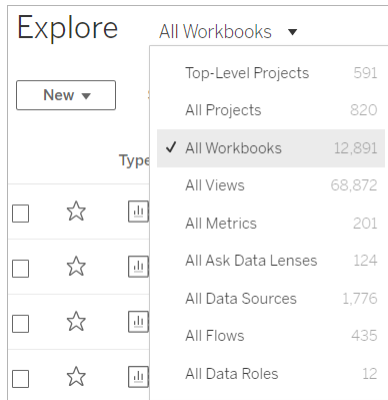 Explore
All Workbooks
New
Type
Top-Level Projects 591
All Projects 820
All Workbooks 12,891
All Views 68,872
All Metrics 201
All Ask Data Lenses 124
All Data Sources 1,776
All Flows 435
All Data Roles 12